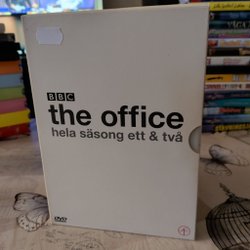 BBC
the office
hela säsong ett & två
DVD